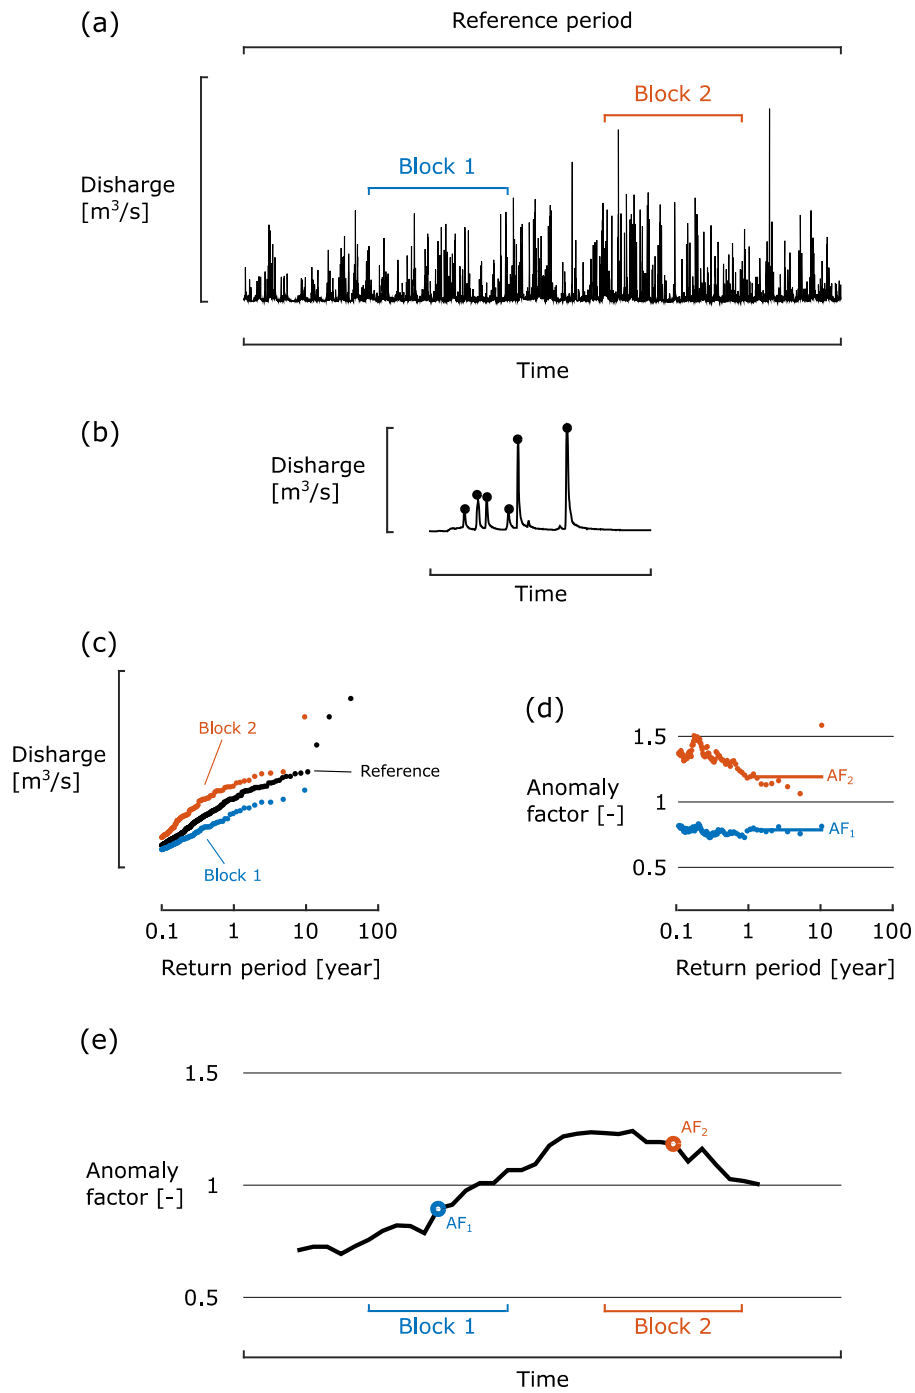 (a)
Reference period
Block 2
Block 1
Disharge
[m³/s]
Time
(b)
Disharge
[m³/s]
Time
(c)
Block 2
Disharge
[m³/s]
Reference
Block 1
0.1 1 10 100
Return period [year]
(d)
1.5
Anomaly
factor [-]
AF₂
1
AF₁
0.5
0.1 1 10 100
Return period [year]
(e)
1.5
AF₂
Anomaly
factor [-]
1
AF₁
0.5
Block 1
Block 2
Time